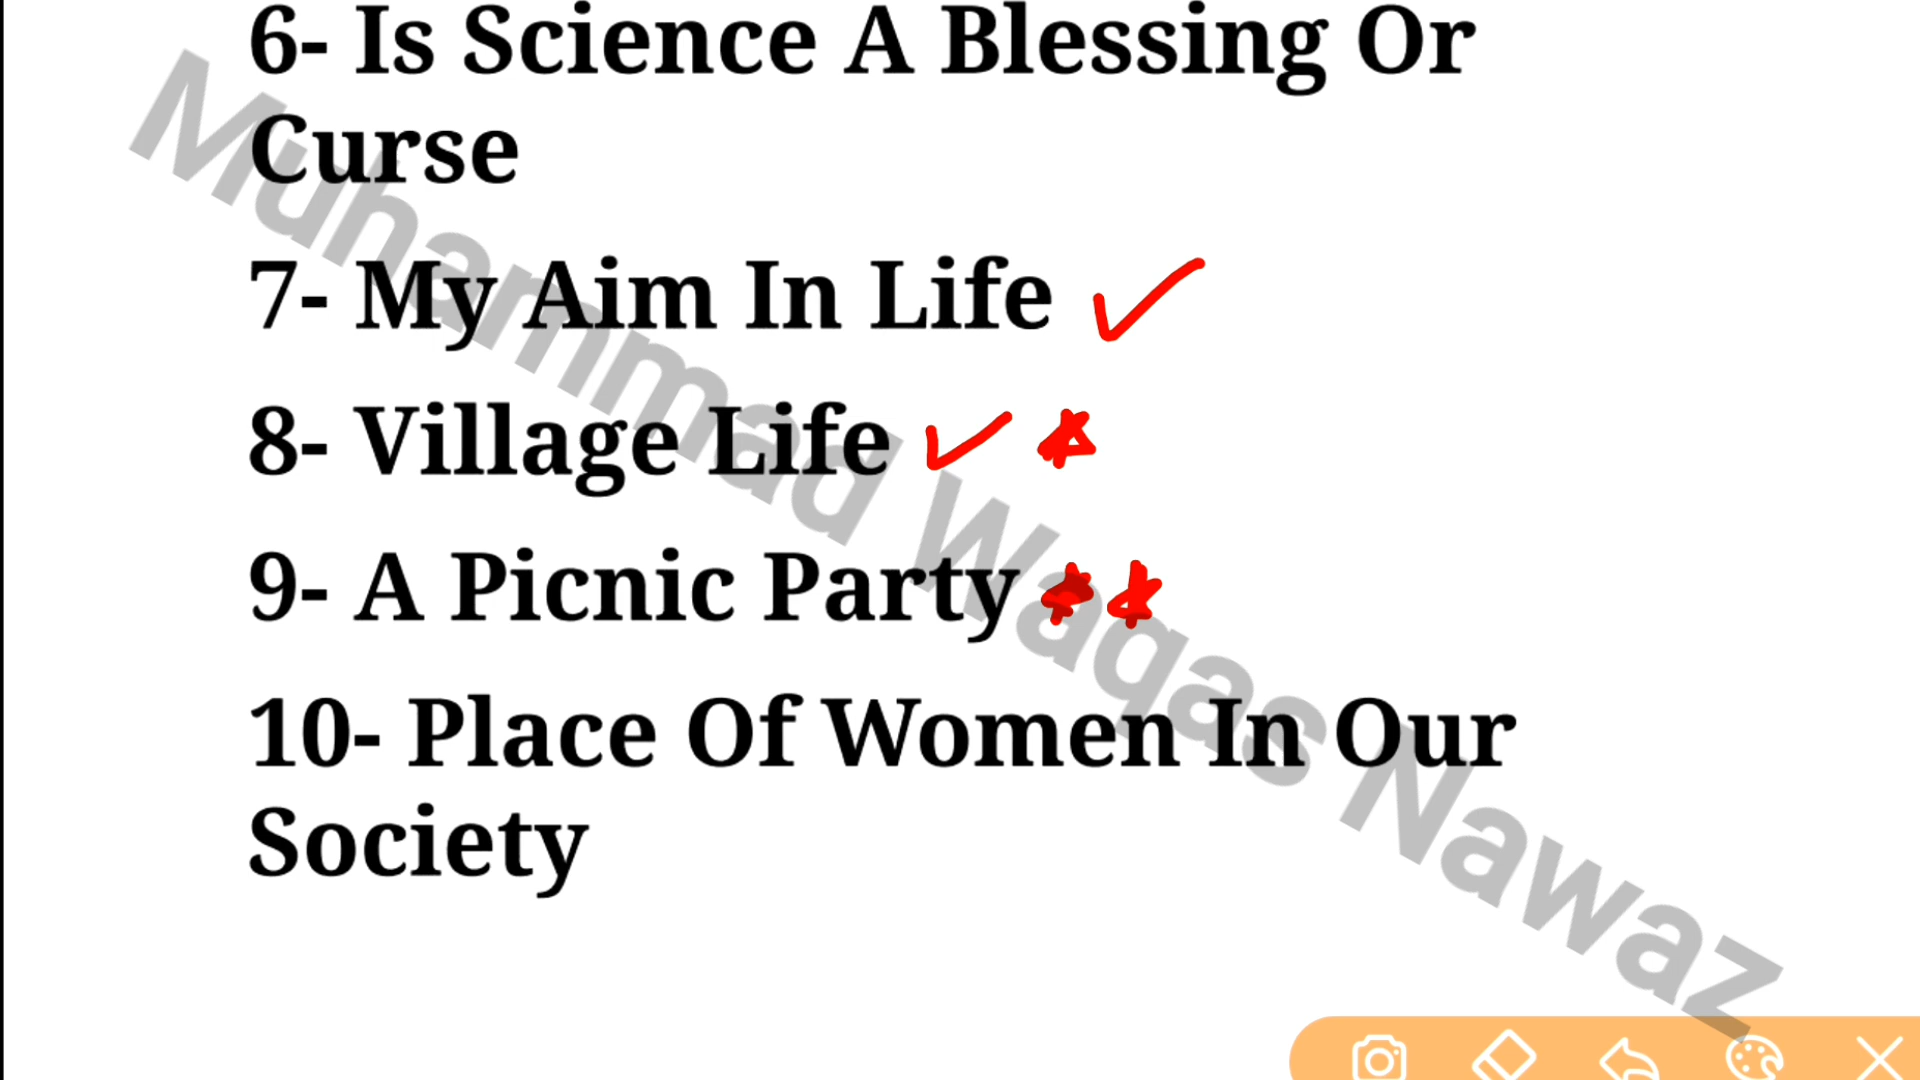 6- Is Science A Blessing Or
Curse
7- My Aim In Life
8- Village Life
9- A Picnic Party
10- Place Of Women In Our
Society
Muhammad Waqas Nawaz